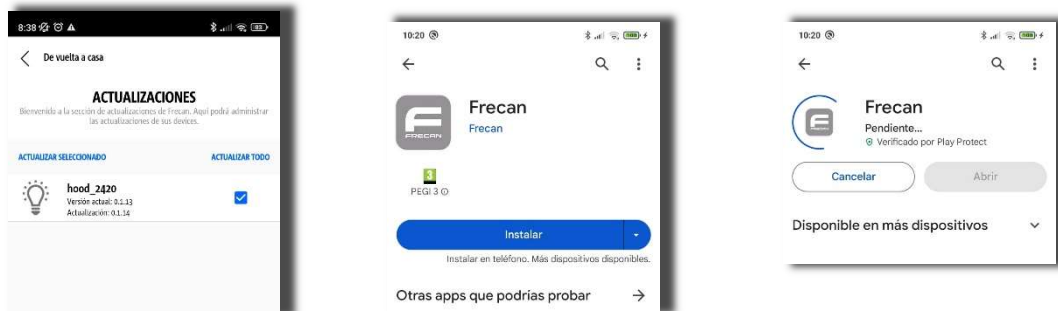 8:38
De vuelta a casa
ACTUALIZACIONES
Bienvenido a la sección de actualizaciones de Frecan. Aquí podrá administrar
las actualizaciones de sus devices.
ACTUALIZAR SELECCIONADO ACTUALIZAR TODO
hood_2420
Versión actual: 0.1.13
Actualización: 0.1.14
10:20
Frecan
Frecan
FRECAN
3
PEGI 3
Instalar
Instalar en teléfono. Más dispositivos disponibles.
Otras apps que podrías probar
10:20
Frecan
Pendiente...
Verificado por Play Protect
FRECAN
Cancelar Abrir
Disponible en más dispositivos